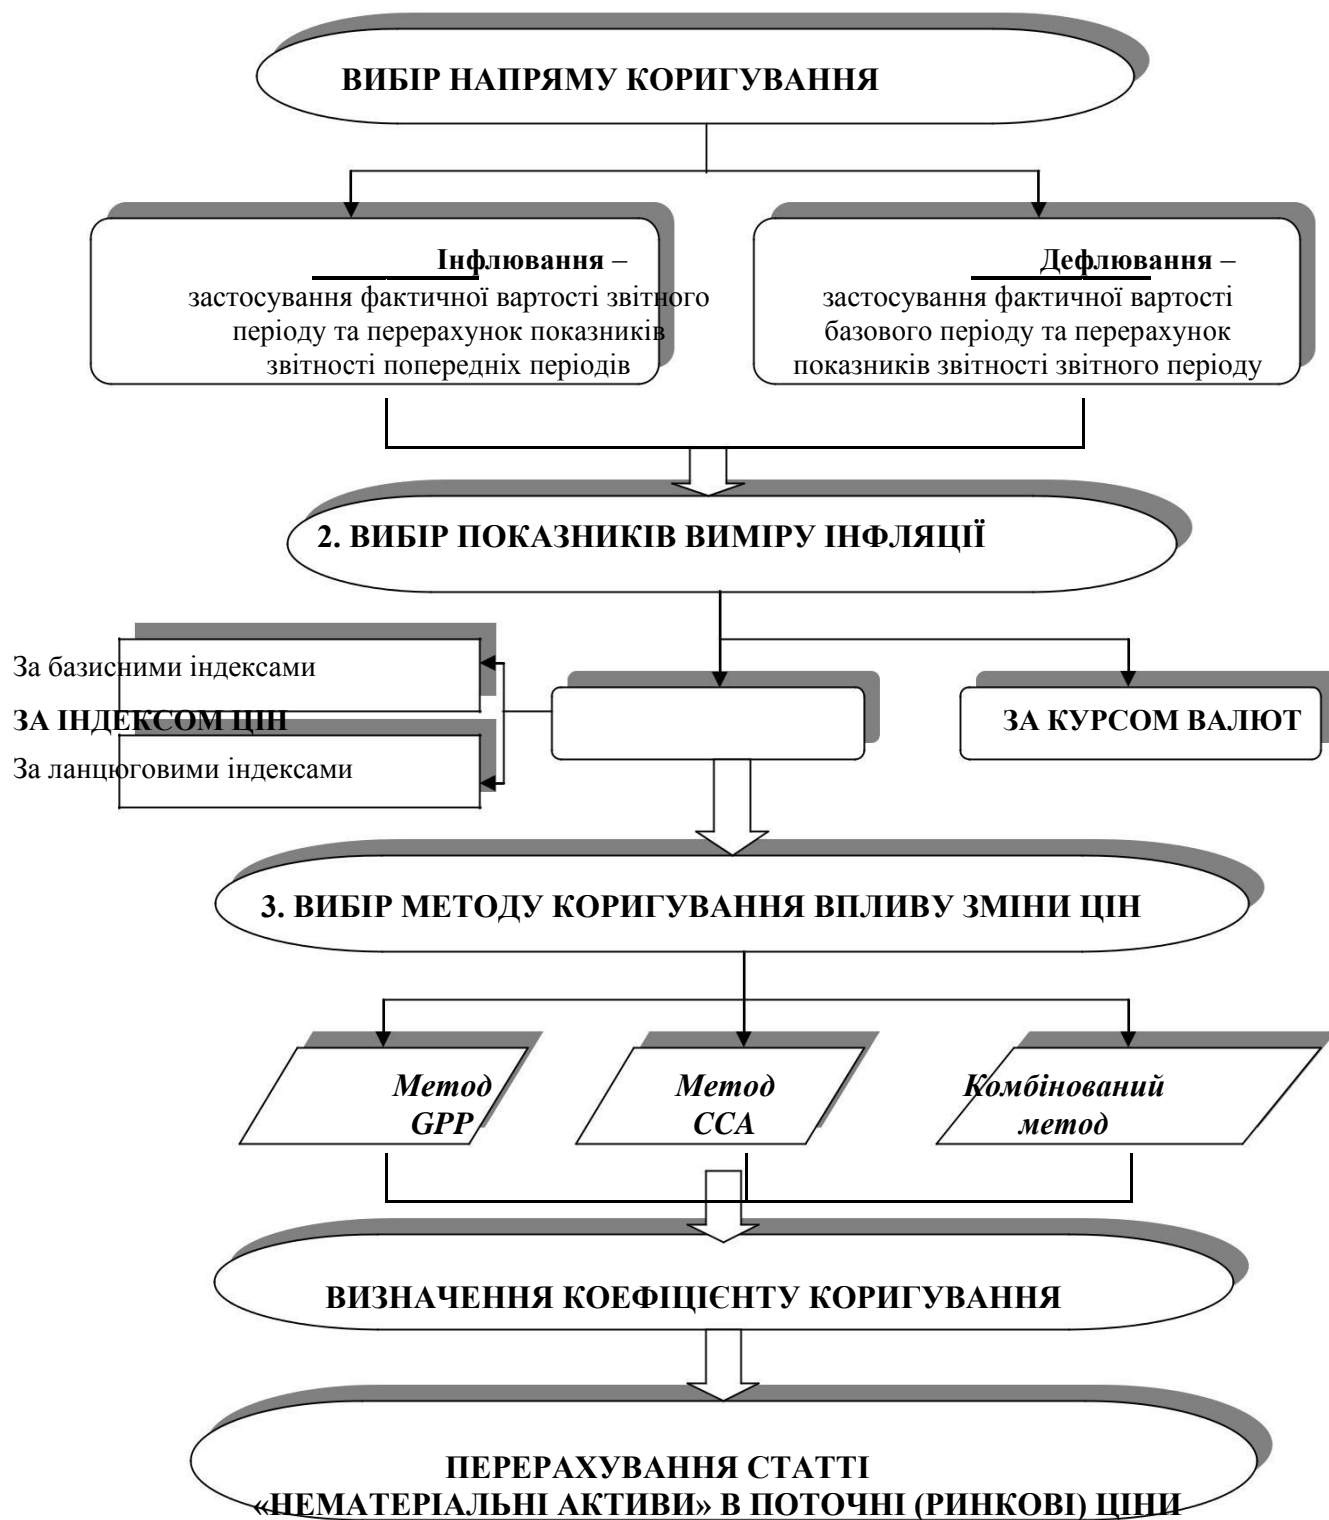 ВИБІР НАПРЯМУ КОРИГУВАННЯ
Інфлювання –
застосування фактичної вартості звітного
періоду та перерахунок показників
звітності попередніх періодів
Дефлювання –
застосування фактичної вартості
базового періоду та перерахунок
показників звітності звітного періоду
2. ВИБІР ПОКАЗНИКІВ ВИМІРУ ІНФЛЯЦІЇ
За базисними індексами
ЗА ІНДЕКСОМ ЦІН
За ланцюговими індексами
ЗА КУРСОМ ВАЛЮТ
3. ВИБІР МЕТОДУ КОРИГУВАННЯ ВПЛИВУ ЗМІНИ ЦІН
Метод
GPP
Метод
ССА
Комбінований
метод
ВИЗНАЧЕННЯ КОЕФІЦІЄНТУ КОРИГУВАННЯ
ПЕРЕРАХУВАННЯ СТАТТІ
«НЕМАТЕРІАЛЬНІ АКТИВИ» В ПОТОЧНІ (РИНКОВІ) ЦІНИ